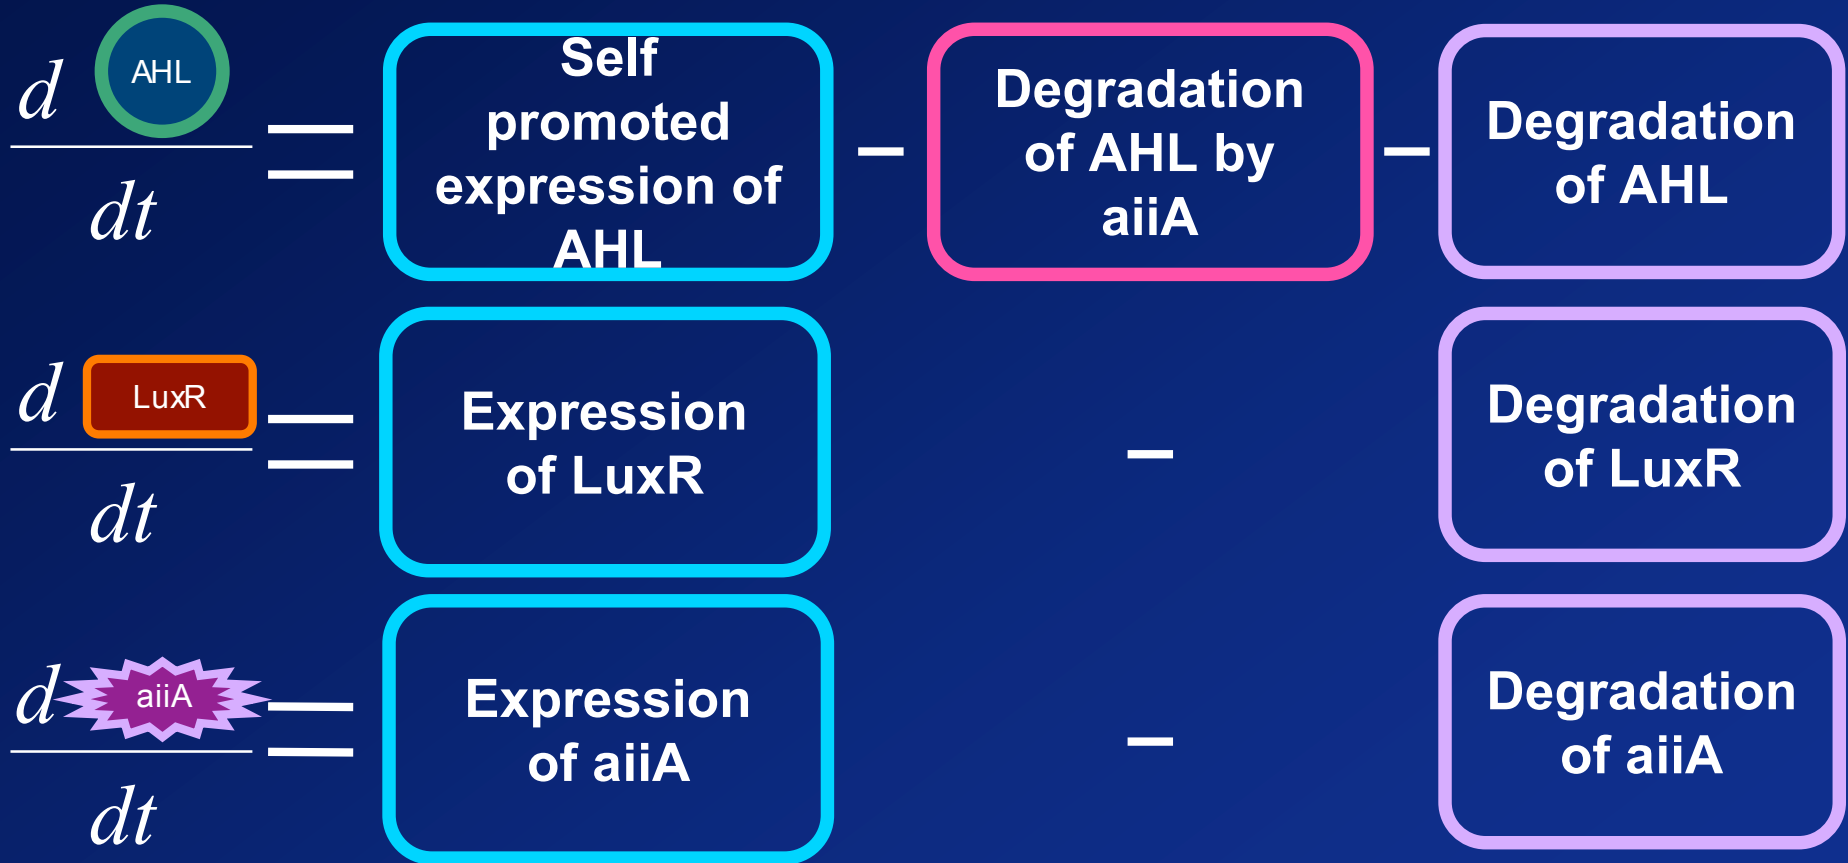 d AHL
dt
=
Self
promoted
expression of
AHL
–
Degradation
of AHL by
aiiA
–
Degradation
of AHL
d LuxR
dt
=
Expression
of LuxR
–
Degradation
of LuxR
d aiiA
dt
=
Expression
of aiiA
–
Degradation
of aiiA